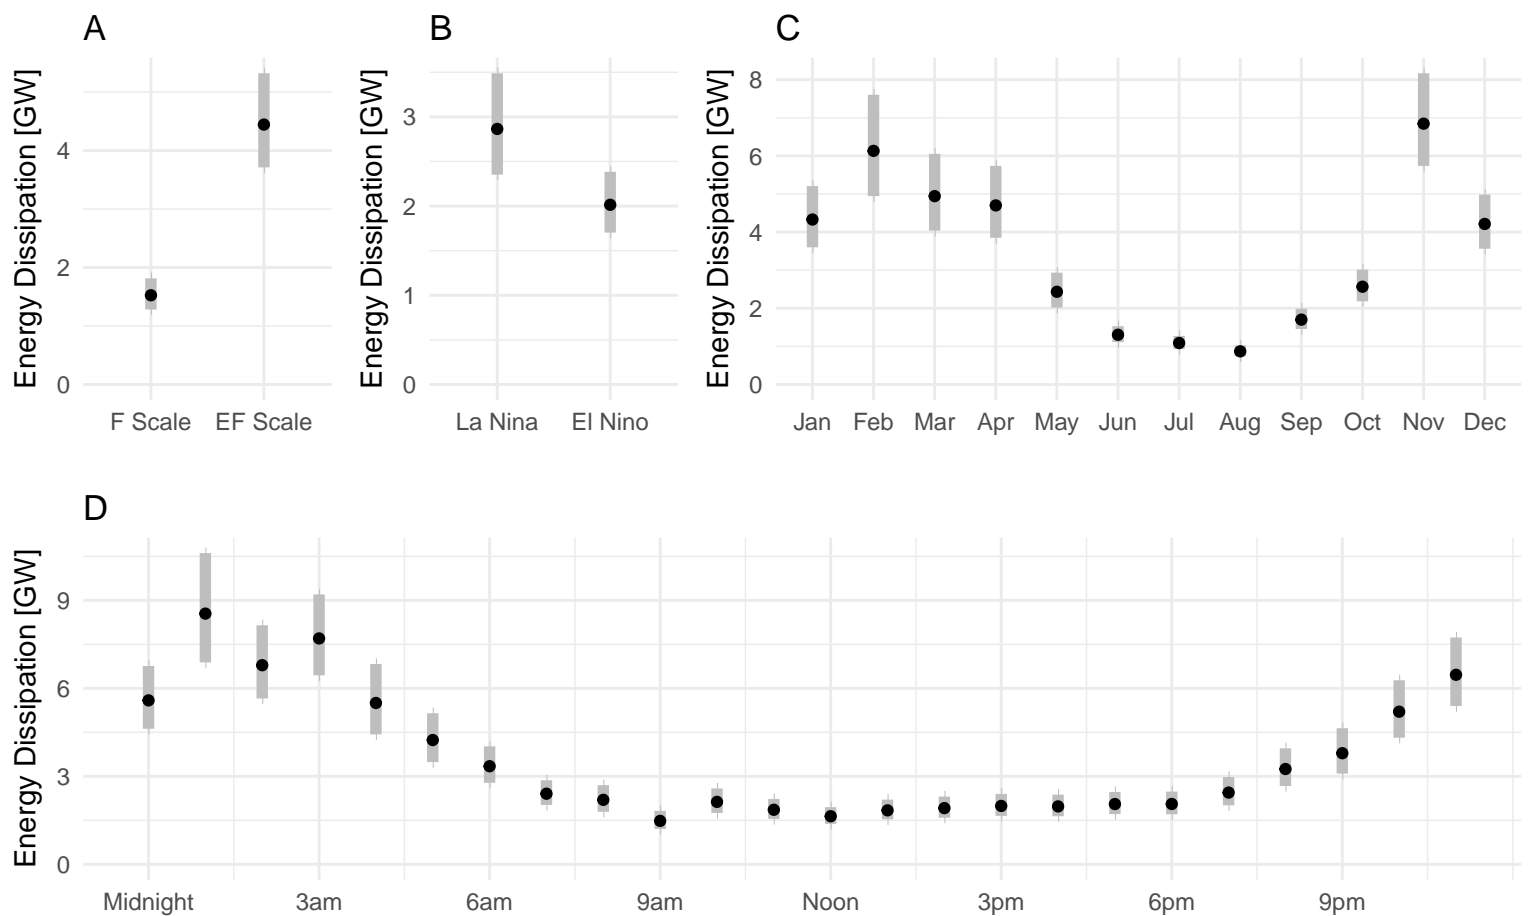 A
B
C
Energy Dissipation [GW]
4
2
0
F Scale EF Scale
Energy Dissipation [GW]
3
2
1
0
La Nina El Nino
Energy Dissipation [GW]
8
6
4
2
0
Jan Feb Mar Apr May Jun Jul Aug Sep Oct Nov Dec
D
Energy Dissipation [GW]
9
6
3
0
Midnight 3am 6am 9am Noon 3pm 6pm 9pm